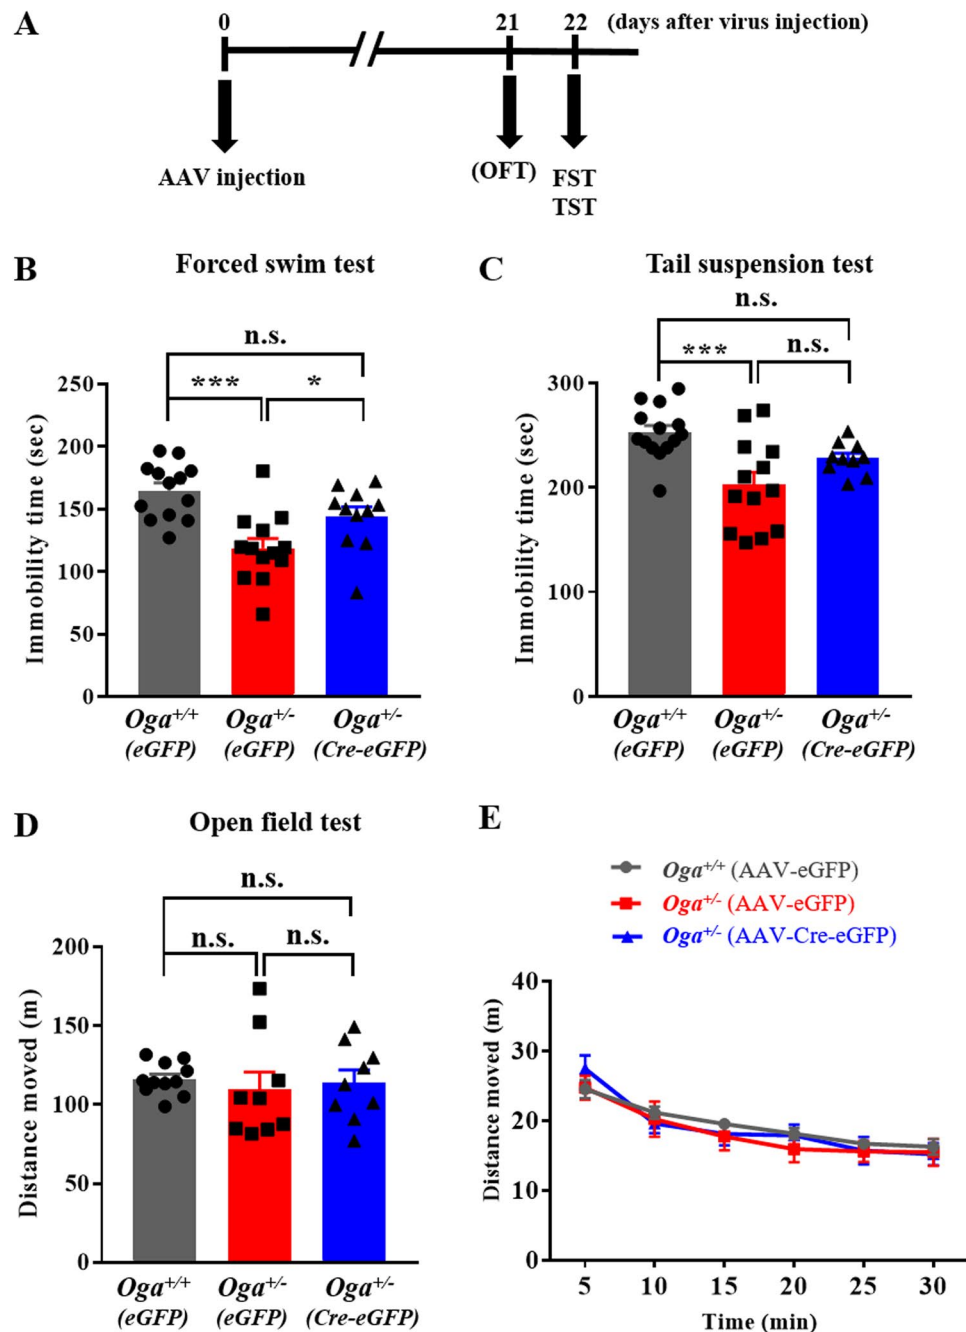 A
0 21 22 (days after virus injection)
AAV injection
(OFT)
FST
TST
B
Forced swim test
n.s.
*** *
250
200
150
100
50
0
Immobility time (sec)
Oga+/+ Oga+/- Oga+/-
(eGFP) (eGFP) (Cre-eGFP)
C
Tail suspension test
n.s.
*** n.s.
300
200
100
0
Immobility time (sec)
Oga+/+ Oga+/- Oga+/-
(eGFP) (eGFP) (Cre-eGFP)
D
Open field test
n.s.
n.s. n.s.
200
150
100
50
0
Distance moved (m)
Oga+/+ Oga+/- Oga+/-
(eGFP) (eGFP) (Cre-eGFP)
E
Oga+/+ (AAV-eGFP)
Oga+/- (AAV-eGFP)
Oga+/- (AAV-Cre-eGFP)
40
30
20
10
0
Distance moved (m)
5 10 15 20 25 30
Time (min)